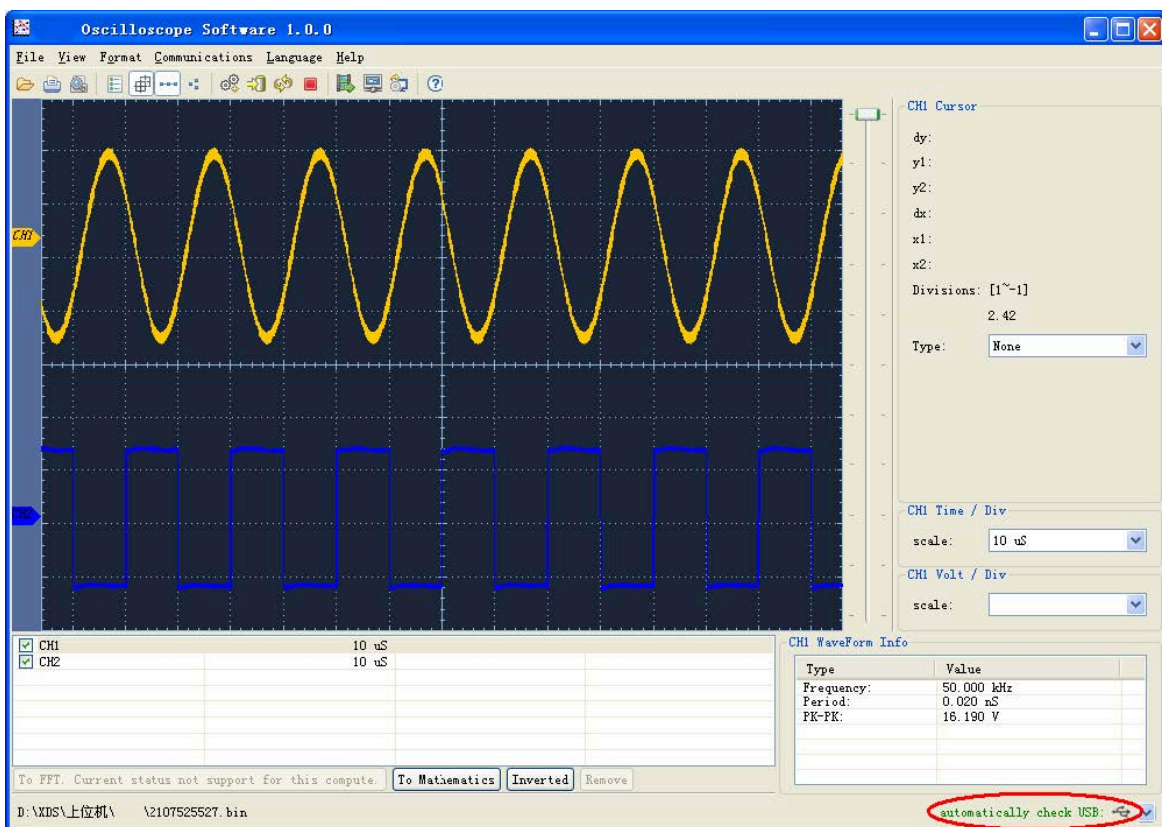 Oscilloscope Software 1.0.0
File View Format Communications Language Help
CH1
CH2
CH1 Cursor
dy:
y1:
y2:
dx:
x1:
x2:
Divisions: [1~-1]
2.42
Type: None
CH1 Time / Div
scale: 10 uS
CH1 Volt / Div
scale:
CH1 10 uS
CH2 10 uS
To FFT. Current status not support for this compute. To Mathematics Inverted Remove
CH1 WaveForm Info
Type Value
Frequency: 50.000 kHz
Period: 0.020 nS
PK-PK: 16.190 V
D:\XDS\上位机\ \2107525527.bin
automatically check USB: